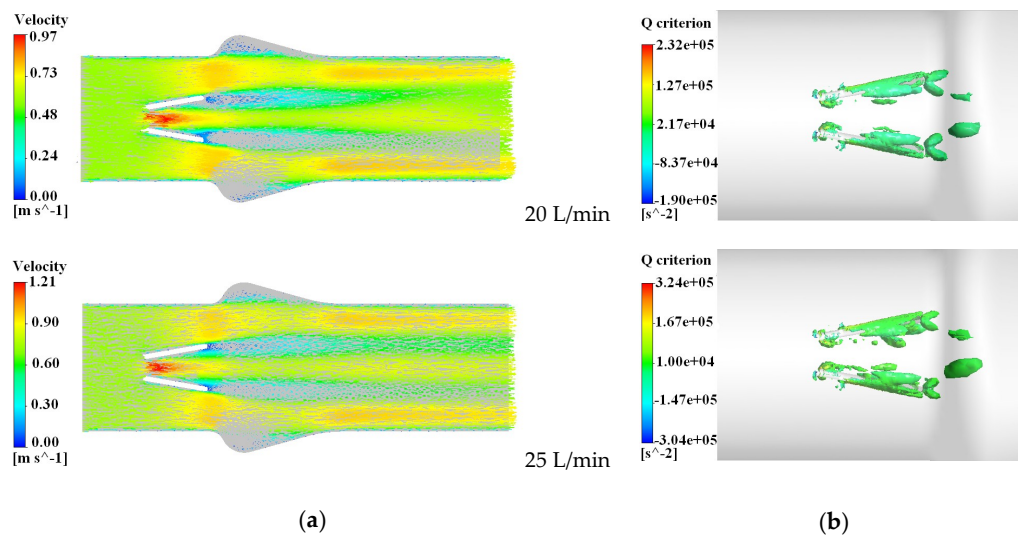 Velocity
0.97
0.73
0.48
0.24
0.00
[m s^-1]
20 L/min
Q criterion
2.32e+05
1.27e+05
2.17e+04
-8.37e+04
-1.90e+05
[s^-2]
Velocity
1.21
0.90
0.60
0.30
0.00
[m s^-1]
25 L/min
Q criterion
3.24e+05
1.67e+05
1.00e+04
-1.47e+05
-3.04e+05
[s^-2]
(a)
(b)